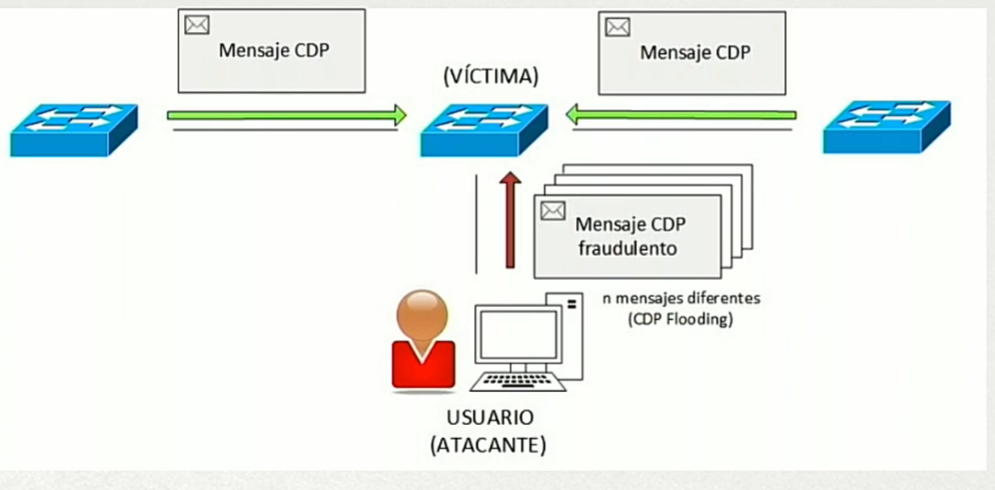 Mensaje CDP
Mensaje CDP
(VÍCTIMA)
Mensaje CDP
fraudulento
n mensajes diferentes
(CDP Flooding)
USUARIO
(ATACANTE)